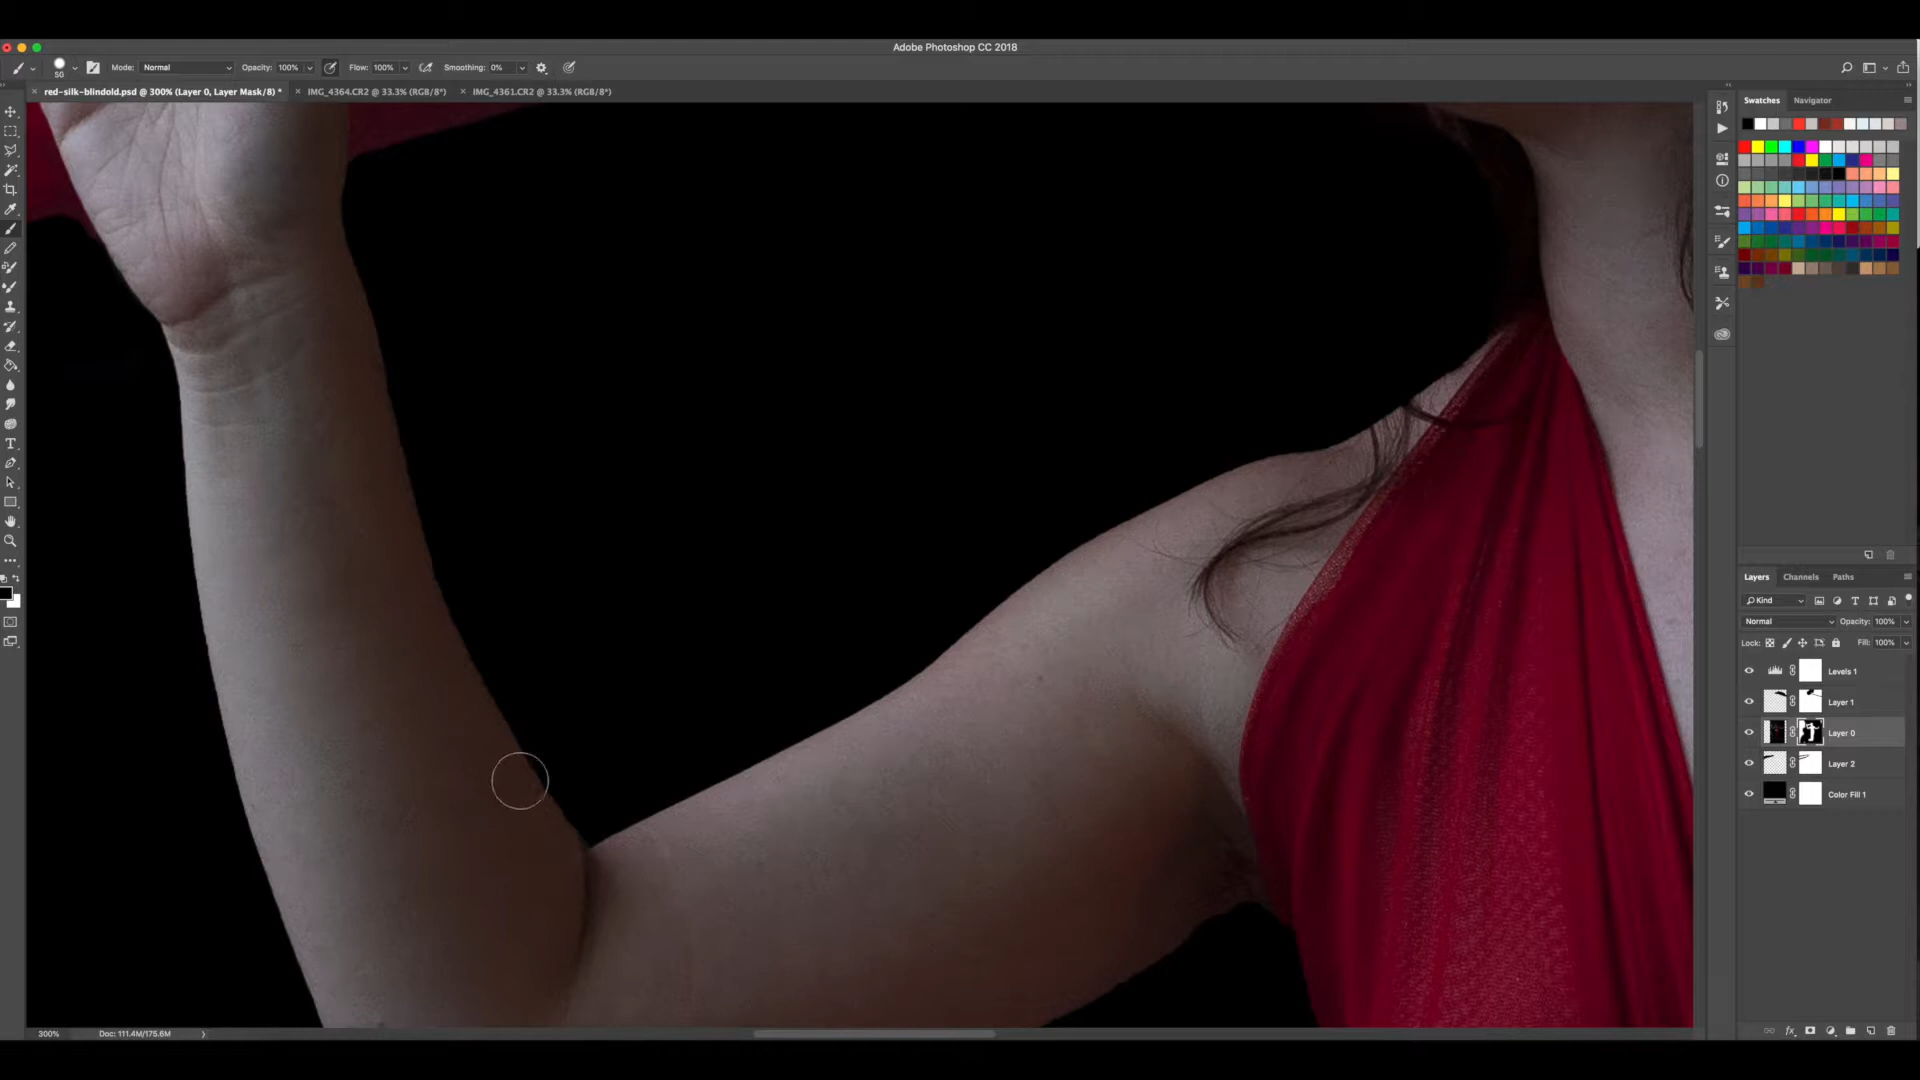 Adobe Photoshop CC 2018
50
Mode: Normal
Opacity: 100%
Flow: 100%
Smoothing: 0%
red-silk-blindold.psd @ 300% (Layer 0, Layer Mask/8) *
IMG_4364.CR2 @ 33.3% (RGB/8*)
IMG_4361.CR2 @ 33.3% (RGB/8*)
Swatches
Navigator
Layers
Channels
Paths
Kind
Normal
Opacity: 100%
Lock:
Fill: 100%
Levels 1
Layer 1
Layer 0
Layer 2
Color Fill 1
300%
Doc: 111.4M/175.6M